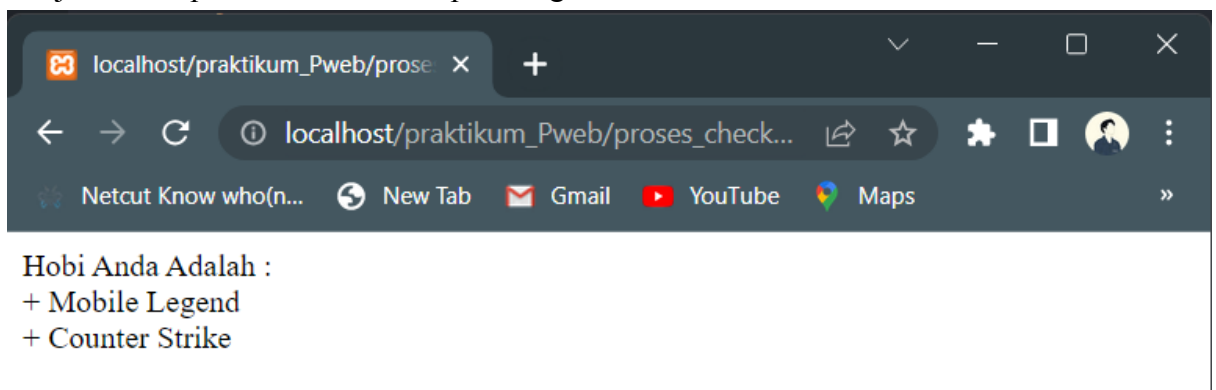 localhost/praktikum_Pweb/prose
localhost/praktikum_Pweb/proses_check...
Netcut Know who(n... New Tab Gmail YouTube Maps »
Hobi Anda Adalah :
+ Mobile Legend
+ Counter Strike